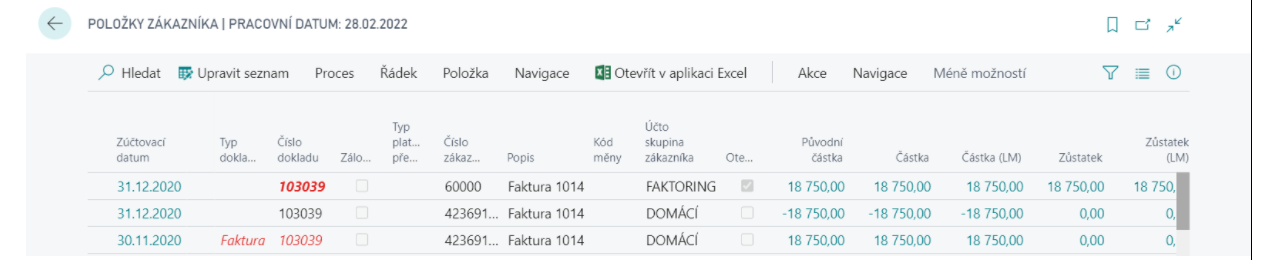 POLOŽKY ZÁKAZNÍKA | PRACOVNÍ DATUM: 28.02.2022
Hledat Upravit seznam Proces Řádek Položka Navigace Otevřít v aplikaci Excel Akce Navigace Méně možností
Zúčtovací datum Typ dokla... Číslo dokladu Zálo... Typ plat... pře... Číslo zákaz... Popis Kód měny Účto skupina zákazníka Ote... Původní částka Částka Částka (LM) Zůstatek Zůstatek (LM)
31.12.2020 103039 60000 Faktura 1014 FAKTORING 18 750,00 18 750,00 18 750,00 18 750,00 18 750,
31.12.2020 103039 423691... Faktura 1014 DOMÁCÍ -18 750,00 -18 750,00 -18 750,00 0,00 0,
30.11.2020 Faktura 103039 423691... Faktura 1014 DOMÁCÍ 18 750,00 18 750,00 18 750,00 0,00 0,